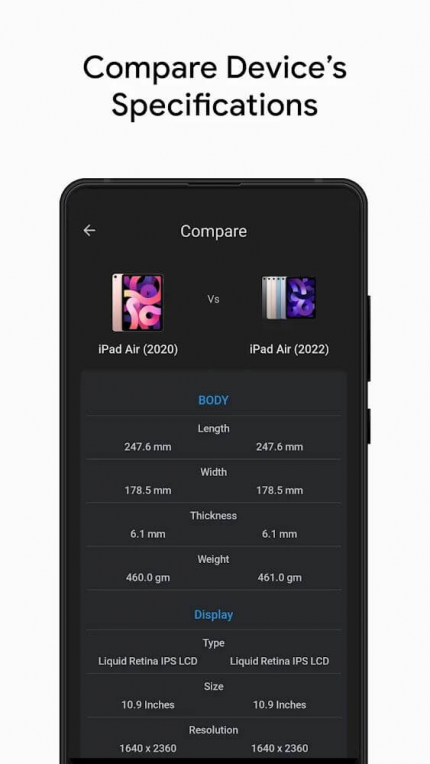 Compare Device's
Specifications
Compare
Vs
iPad Air (2020)
iPad Air (2022)
BODY
Length
247.6 mm 247.6 mm
Width
178.5 mm 178.5 mm
Thickness
6.1 mm 6.1 mm
Weight
460.0 gm 461.0 gm
Display
Type
Liquid Retina IPS LCD Liquid Retina IPS LCD
Size
10.9 Inches 10.9 Inches
Resolution
1640 x 2360 1640 x 2360